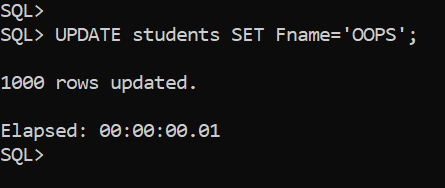 SQL>
SQL> UPDATE students SET Fname='OOPS';
1000 rows updated.
Elapsed: 00:00:00.01
SQL>